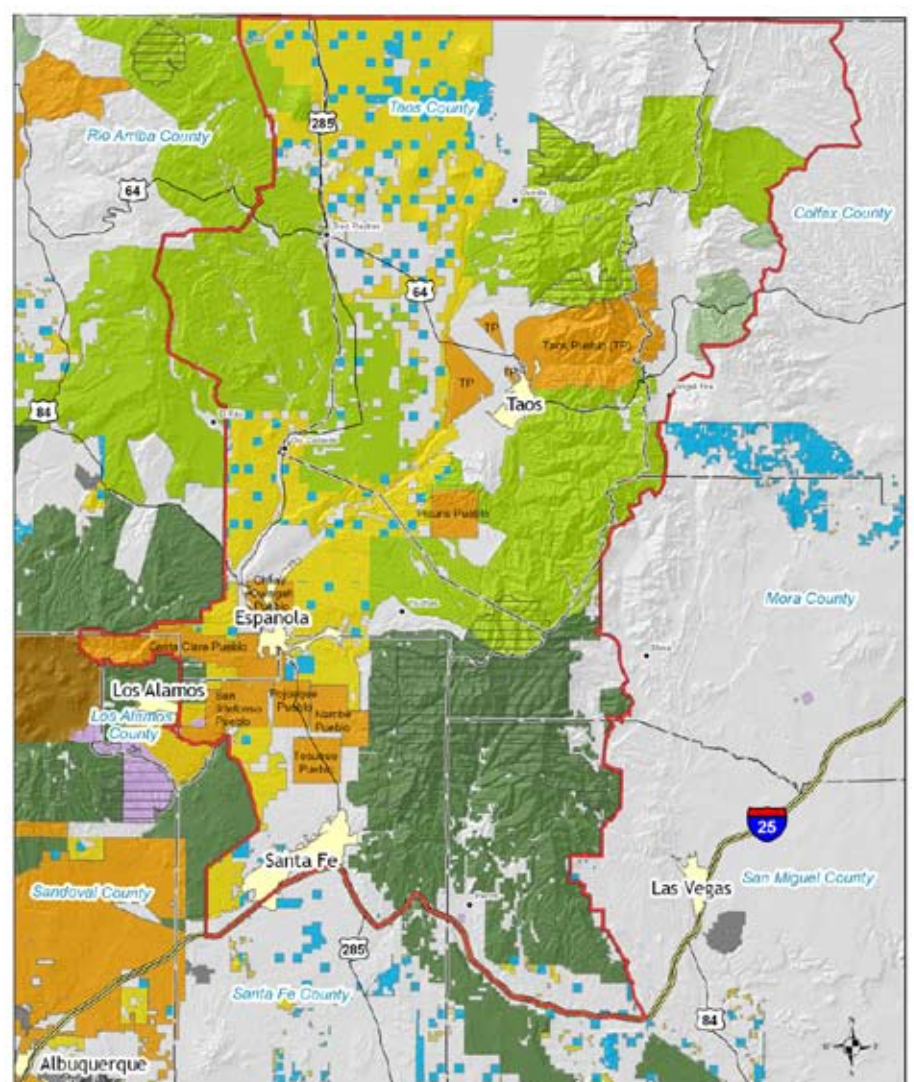 Taos County
285
Rio Arriba County
64
Colfax County
64
TP
Taos Pueblo (TP)
TP
TP
Taos
84
Picuris Pueblo
Mora County
Ohkay
Owingeh
Pueblo
Espanola
Santa Clara Pueblo
Los Alamos
San
Ildefonso
Pueblo
Pojoaque
Pueblo
Nambe
Pueblo
Los Alamos
County
Tesuque
Pueblo
25
Santa Fe
Las Vegas
San Miguel County
Sandoval County
285
Santa Fe County
84
Albuquerque